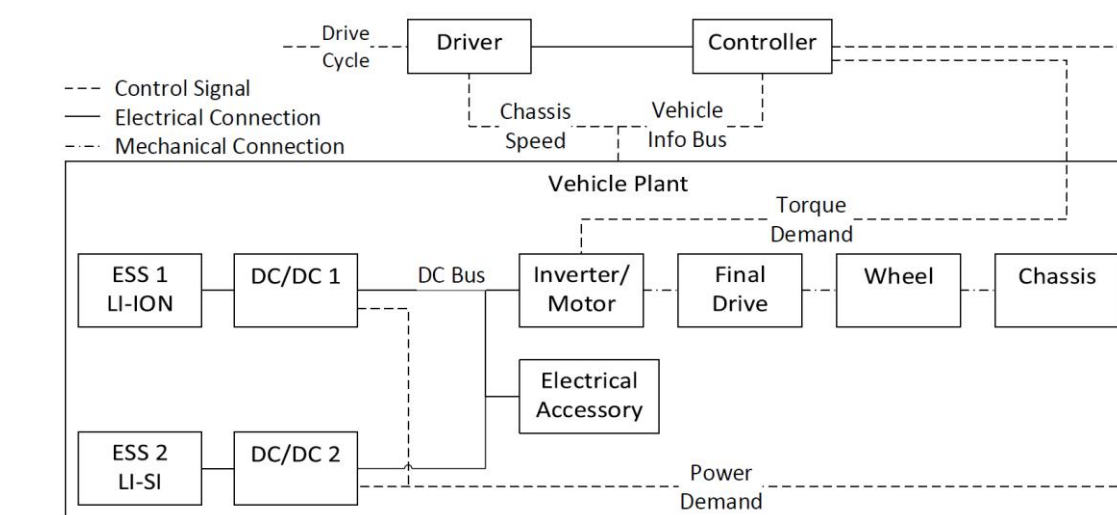 Drive
Cycle
Driver
Controller
Control Signal
Electrical Connection
Mechanical Connection
Chassis
Speed
Vehicle
Info Bus
Vehicle Plant
Torque
Demand
ESS 1
LI-ION
DC/DC 1
DC Bus
Inverter/
Motor
Final
Drive
Wheel
Chassis
Electrical
Accessory
ESS 2
LI-SI
DC/DC 2
Power
Demand